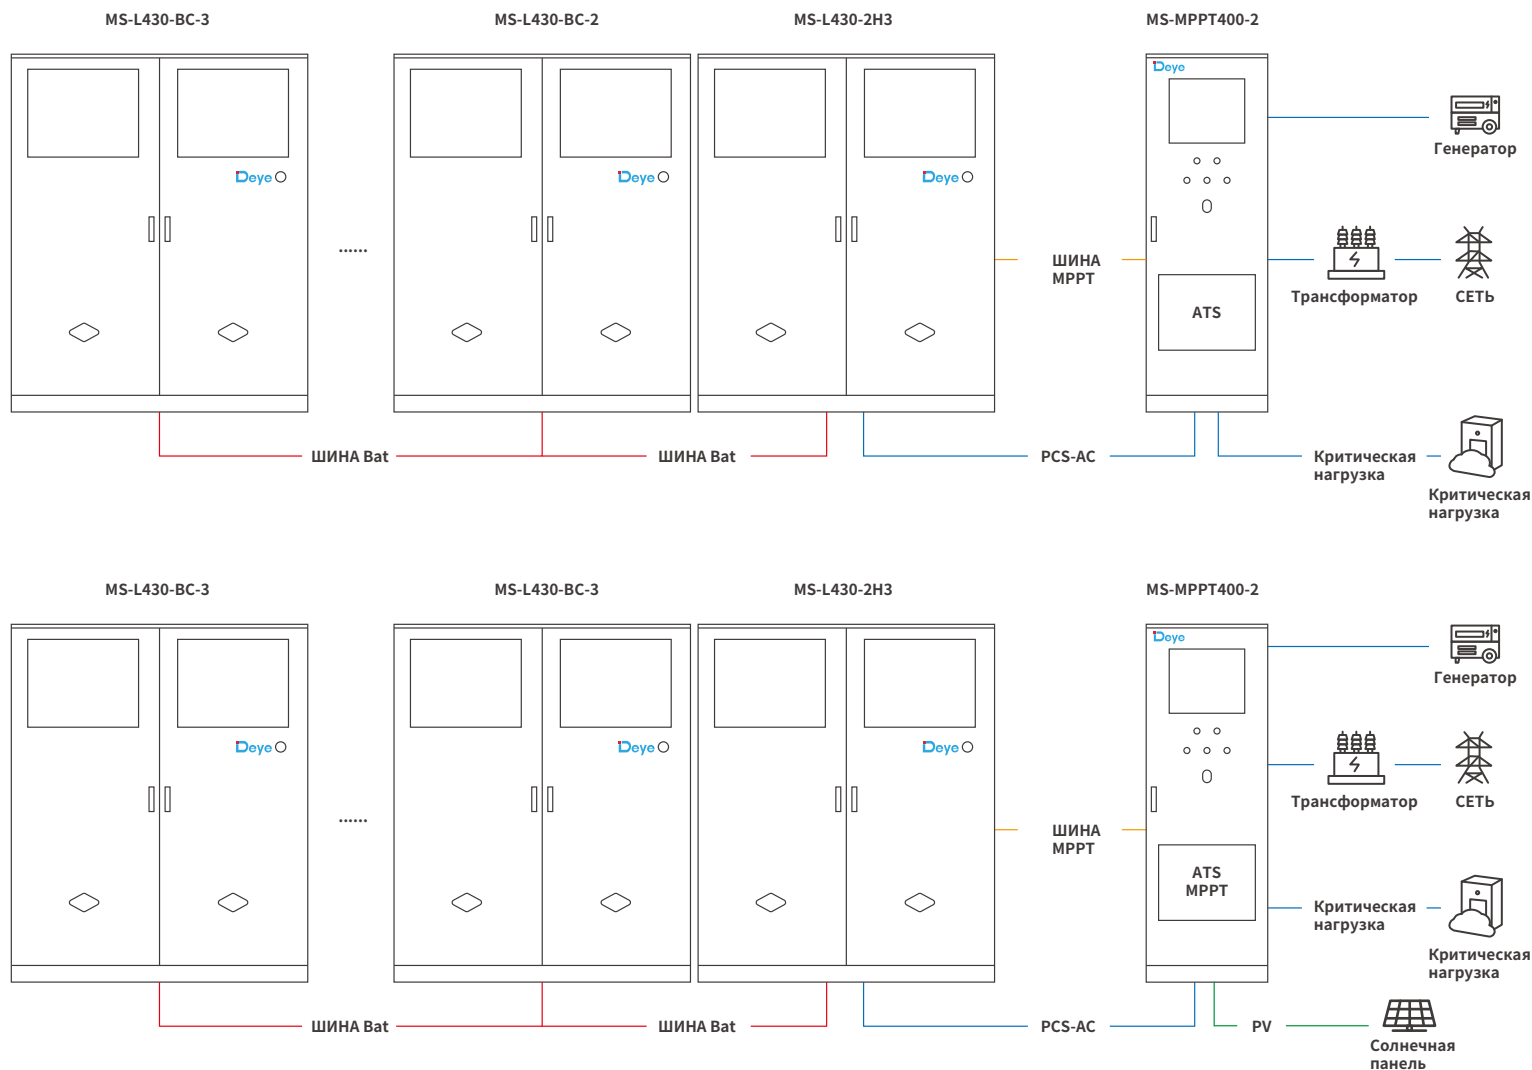 MS-L430-BC-3
MS-L430-BC-2
MS-L430-2H3
MS-MPPT400-2
Deye
Deye
Deye
Deye
Генератор
......
ШИНА
MPPT
ATS
Трансформатор
СЕТЬ
ШИНА Bat
ШИНА Bat
PCS-AC
Критическая
нагрузка
Критическая
нагрузка
MS-L430-BC-3
MS-L430-BC-3
MS-L430-2H3
MS-MPPT400-2
Deye
Deye
Deye
Deye
Генератор
......
ШИНА
MPPT
ATS
MPPT
Трансформатор
СЕТЬ
Критическая
нагрузка
Критическая
нагрузка
ШИНА Bat
ШИНА Bat
PCS-AC
PV
Солнечная
панель